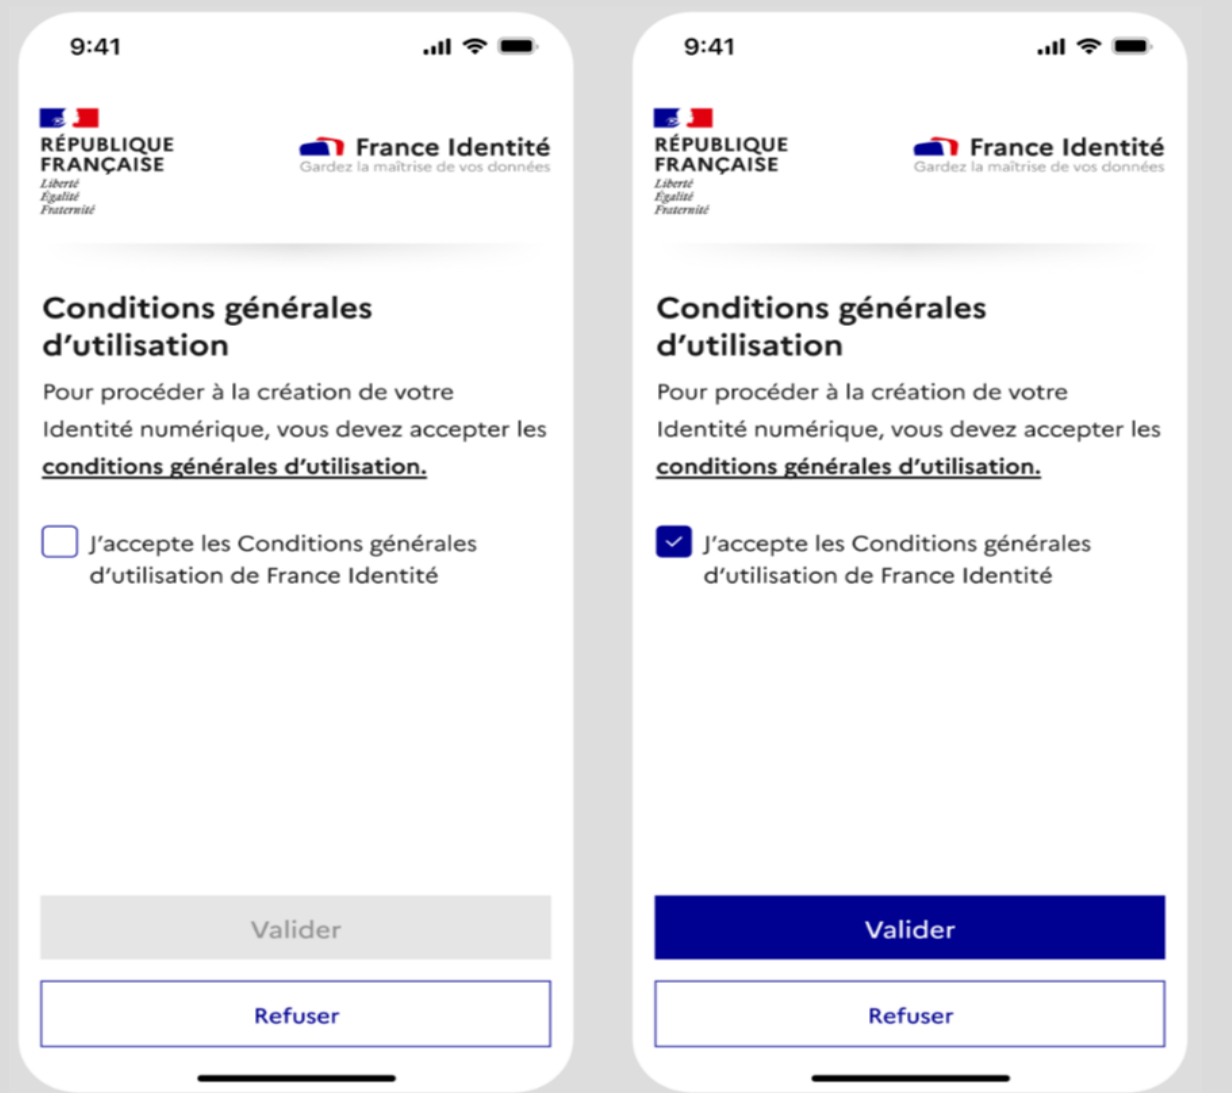 9:41
RÉPUBLIQUE
FRANÇAISE
Liberté
Égalité
Fraternité
France Identité
Gardez la maîtrise de vos données
Conditions générales
d'utilisation
Pour procéder à la création de votre
Identité numérique, vous devez accepter les
conditions générales d'utilisation.
J'accepte les Conditions générales
d'utilisation de France Identité
Valider
Refuser
9:41
RÉPUBLIQUE
FRANÇAISE
Liberté
Égalité
Fraternité
France Identité
Gardez la maîtrise de vos données
Conditions générales
d'utilisation
Pour procéder à la création de votre
Identité numérique, vous devez accepter les
conditions générales d'utilisation.
J'accepte les Conditions générales
d'utilisation de France Identité
Valider
Refuser